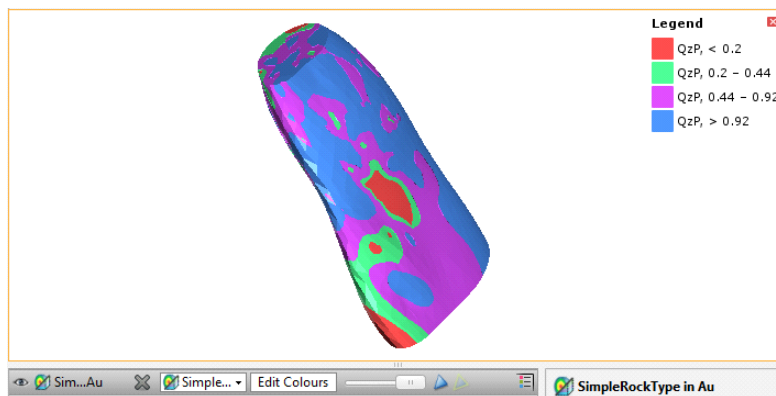 Legend
QzP, < 0.2
QzP, 0.2 – 0.44
QzP, 0.44 – 0.92
QzP, > 0.92
Sim...Au Simple... Edit Colours SimpleRockType in Au